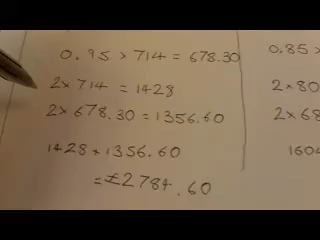 0.95 × 714 = 678.30
2 × 714 = 1428
2 × 678.30 = 1356.60
1428 + 1356.60
= £2784.60
0.85 ×
2 × 80
2 × 68
1604